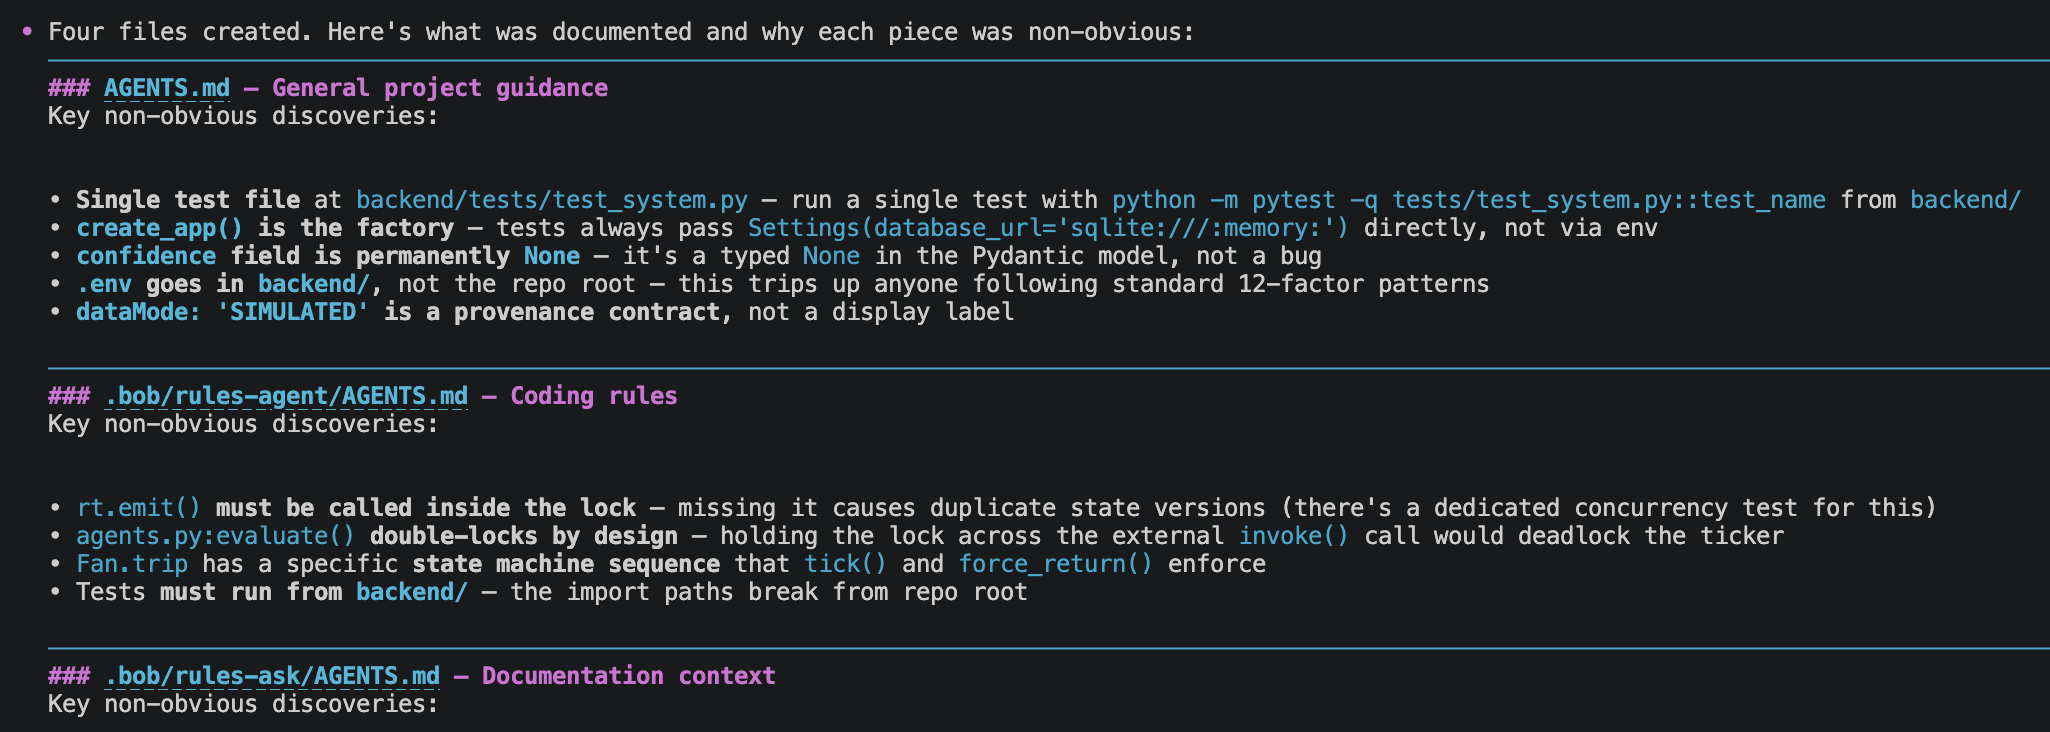 • Four files created. Here's what was documented and why each piece was non-obvious:
### AGENTS.md — General project guidance
Key non-obvious discoveries:
• Single test file at backend/tests/test_system.py — run a single test with python -m pytest -q tests/test_system.py::test_name from backend/
• create_app() is the factory — tests always pass Settings(database_url='sqlite:///:memory:') directly, not via env
• confidence field is permanently None — it's a typed None in the Pydantic model, not a bug
• .env goes in backend/, not the repo root — this trips up anyone following standard 12-factor patterns
• dataMode: 'SIMULATED' is a provenance contract, not a display label
### .bob/rules-agent/AGENTS.md — Coding rules
Key non-obvious discoveries:
• rt.emit() must be called inside the lock — missing it causes duplicate state versions (there's a dedicated concurrency test for this)
• agents.py:evaluate() double-locks by design — holding the lock across the external invoke() call would deadlock the ticker
• Fan.trip has a specific state machine sequence that tick() and force_return() enforce
• Tests must run from backend/ — the import paths break from repo root
### .bob/rules-ask/AGENTS.md — Documentation context
Key non-obvious discoveries: